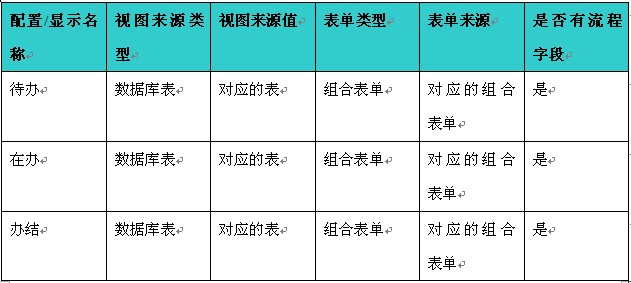 配置/显示名称 视图来源类型 视图来源值 表单类型 表单来源 是否有流程字段
待办 数据库表 对应的表 组合表单 对应的组合表单 是
在办 数据库表 对应的表 组合表单 对应的组合表单 是
办结 数据库表 对应的表 组合表单 对应的组合表单 是